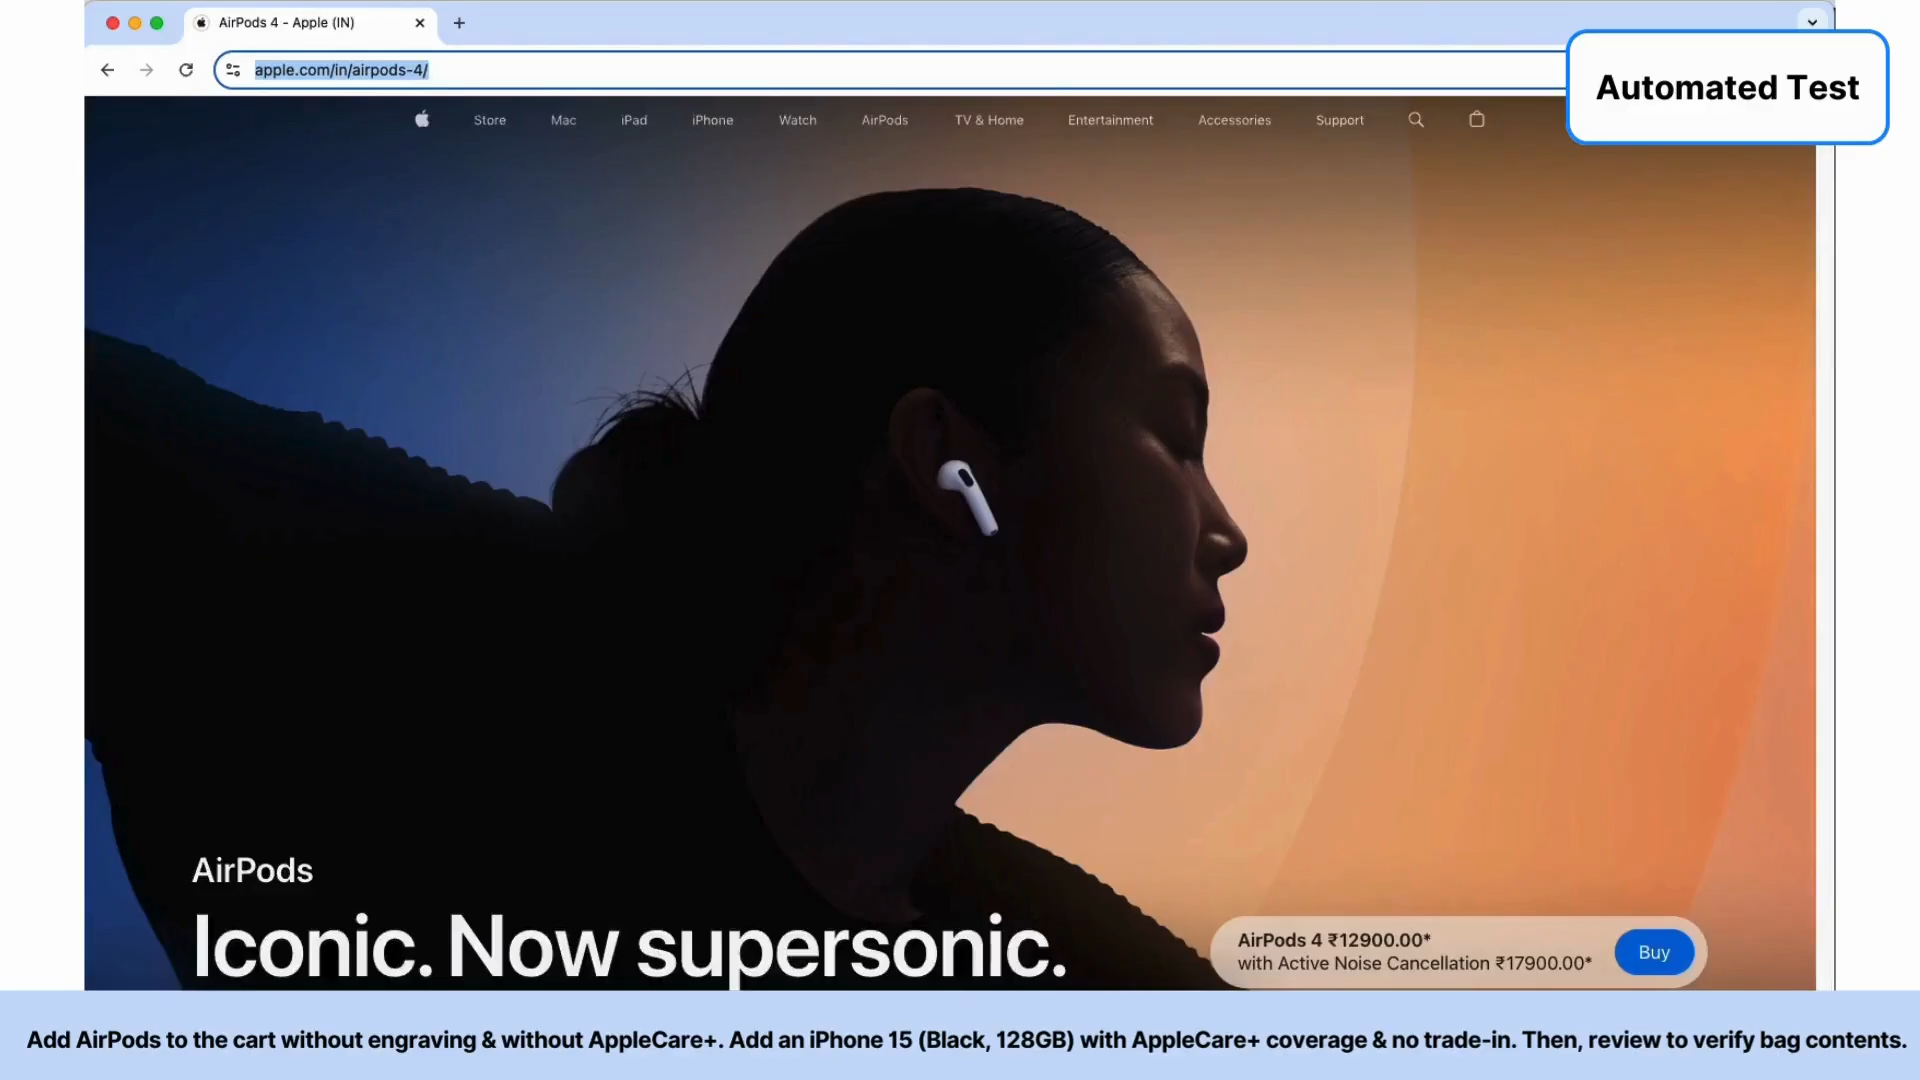 AirPods 4 - Apple (IN)
apple.com/in/airpods-4/
Automated Test
Store Mac iPad iPhone Watch AirPods TV & Home Entertainment Accessories Support
AirPods
Iconic. Now supersonic.
AirPods 4 ₹12900.00*
with Active Noise Cancellation ₹17900.00*
Buy
Add AirPods to the cart without engraving & without AppleCare+. Add an iPhone 15 (Black, 128GB) with AppleCare+ coverage & no trade-in. Then, review to verify bag contents.